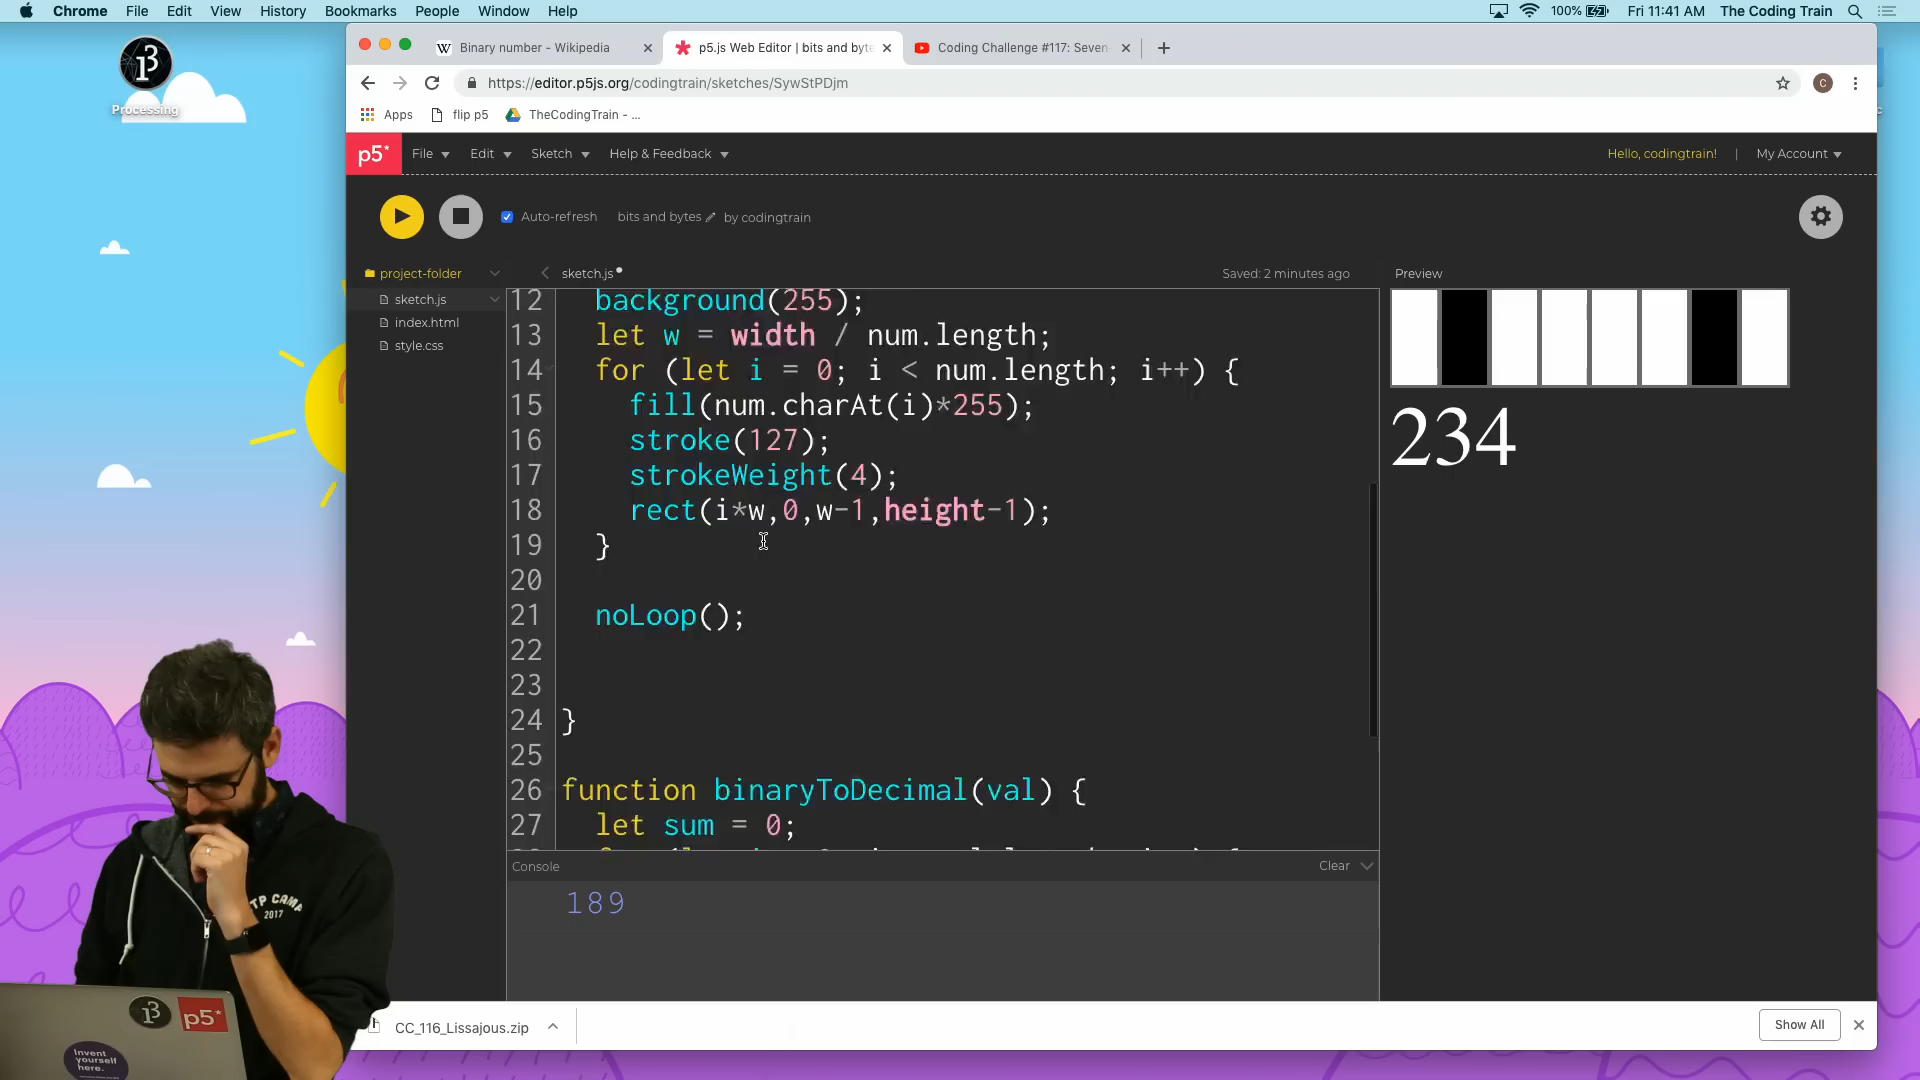 Chrome File Edit View History Bookmarks People Window Help 100% Fri 11:41 AM The Coding Train
Processing
W Binary number - Wikipedia
p5.js Web Editor | bits and byte
Coding Challenge #117: Seven-
https://editor.p5js.org/codingtrain/sketches/SywStPDjm
C
Apps flip p5 TheCodingTrain - ...
p5* File Edit Sketch Help & Feedback Hello, codingtrain! | My Account
Auto-refresh bits and bytes by codingtrain
project-folder
sketch.js
index.html
style.css
sketch.js
Saved: 2 minutes ago
Preview
12 background(255);
13 let w = width / num.length;
14 for (let i = 0; i < num.length; i++) {
15 fill(num.charAt(i)*255);
16 stroke(127);
17 strokeWeight(4);
18 rect(i*w,0,w-1,height-1);
19 }
20
21 noLoop();
22
23
24 }
25
26 function binaryToDecimal(val) {
27 let sum = 0;
234
Console Clear
189
CC_116_Lissajous.zip
Show All
CAMP
2017
p5*
Invent
yourself
here.